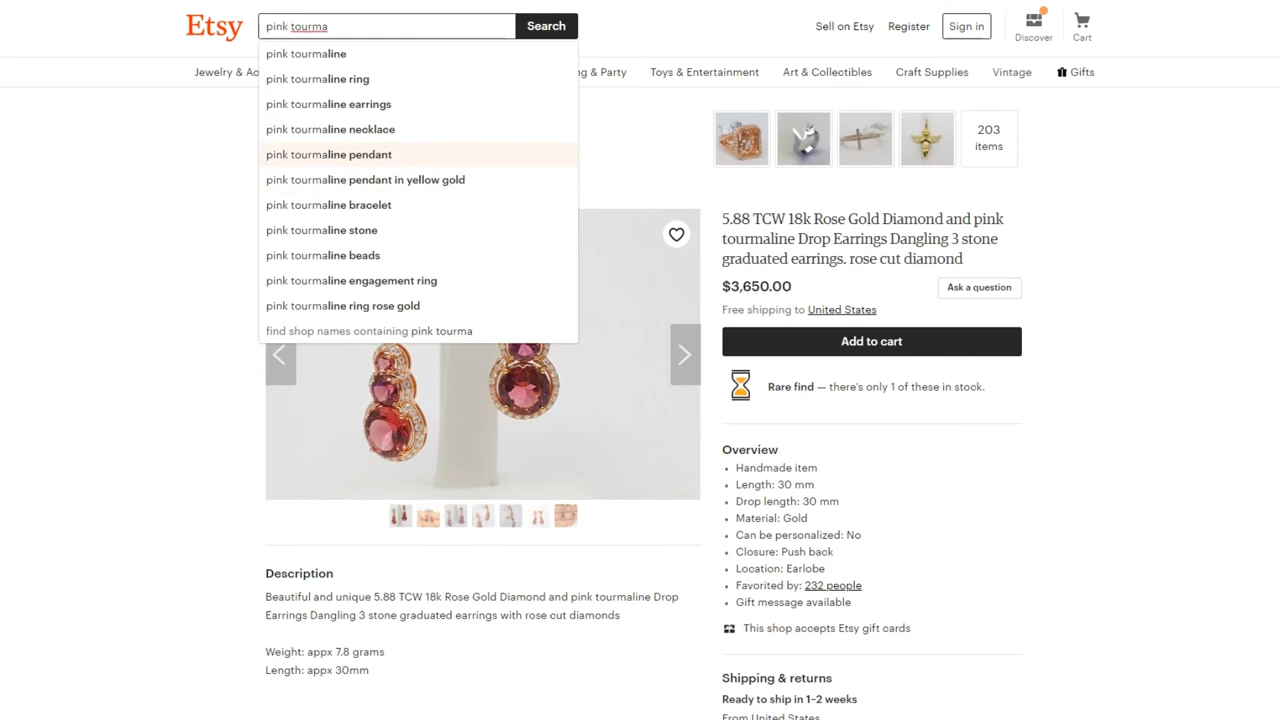 Etsy
pink tourma
Search
Sell on Etsy
Register
Sign in
Discover
Cart
Jewelry &
& Party
Toys & Entertainment
Art & Collectibles
Craft Supplies
Vintage
Gifts
pink tourmaline
pink tourmaline ring
pink tourmaline earrings
pink tourmaline necklace
pink tourmaline pendant
pink tourmaline pendant in yellow gold
pink tourmaline bracelet
pink tourmaline stone
pink tourmaline beads
pink tourmaline engagement ring
pink tourmaline ring rose gold
find shop names containing pink tourma
203
items
5.88 TCW 18k Rose Gold Diamond and pink
tourmaline Drop Earrings Dangling 3 stone
graduated earrings. rose cut diamond
$3,650.00
Ask a question
Free shipping to United States
Add to cart
Rare find — there's only 1 of these in stock.
Overview
• Handmade item
• Length: 30 mm
• Drop length: 30 mm
• Material: Gold
• Can be personalized: No
• Closure: Push back
• Location: Earlobe
• Favorited by: 232 people
• Gift message available
This shop accepts Etsy gift cards
Shipping & returns
Ready to ship in 1–2 weeks
From United States
Description
Beautiful and unique 5.88 TCW 18k Rose Gold Diamond and pink tourmaline Drop
Earrings Dangling 3 stone graduated earrings with rose cut diamonds
Weight: appx 7.8 grams
Length: appx 30mm